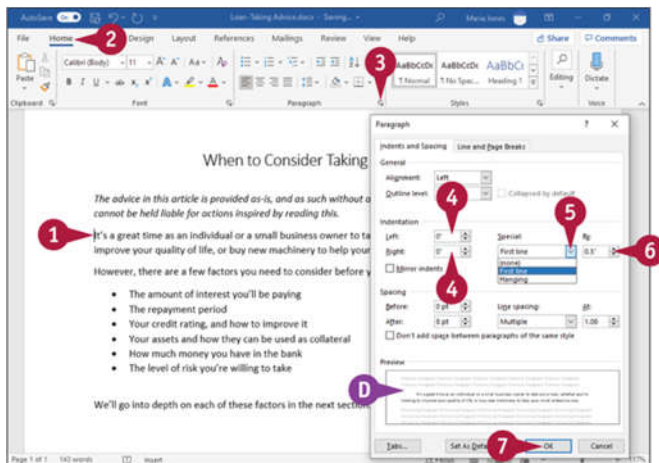 AutoSave On
Loan-Taking Advice.docx - Saving...
Maria Jones
File Home Design Layout References Mailings Review View Help Share Comments
2
Paste
Calibri (Body) 11
B I U
3
AaBbCcDc AaBbCcDc AaBbCc
¶ Normal ¶ No Spac... Heading 1
Editing
Dictate
Clipboard Font Paragraph Styles Voice
When to Consider Taking
The advice in this article is provided as-is, and as such without
cannot be held liable for actions inspired by reading this.
1
It's a great time as an individual or a small business owner to ta
improve your quality of life, or buy new machinery to help your
However, there are a few factors you need to consider before y
• The amount of interest you'll be paying
• The repayment period
• Your credit rating, and how to improve it
• Your assets and how they can be used as collateral
• How much money you have in the bank
• The level of risk you're willing to take
We'll go into depth on each of these factors in the next section
Paragraph ? ×
Indents and Spacing Line and Page Breaks
General
Alignment: Left
Outline level: Collapsed by default
Indentation
4
5
Left: 0" Special: By:
Right: 0" First line 0.5"
6
(none)
First line
Hanging
Mirror indents
4
Spacing
Before: 0 pt Line spacing: At:
After: 8 pt Multiple 1.08
Don't add space between paragraphs of the same style
Preview
D
Tabs... Set As Default 7 OK Cancel
Page 1 of 1 142 words Insert
117%